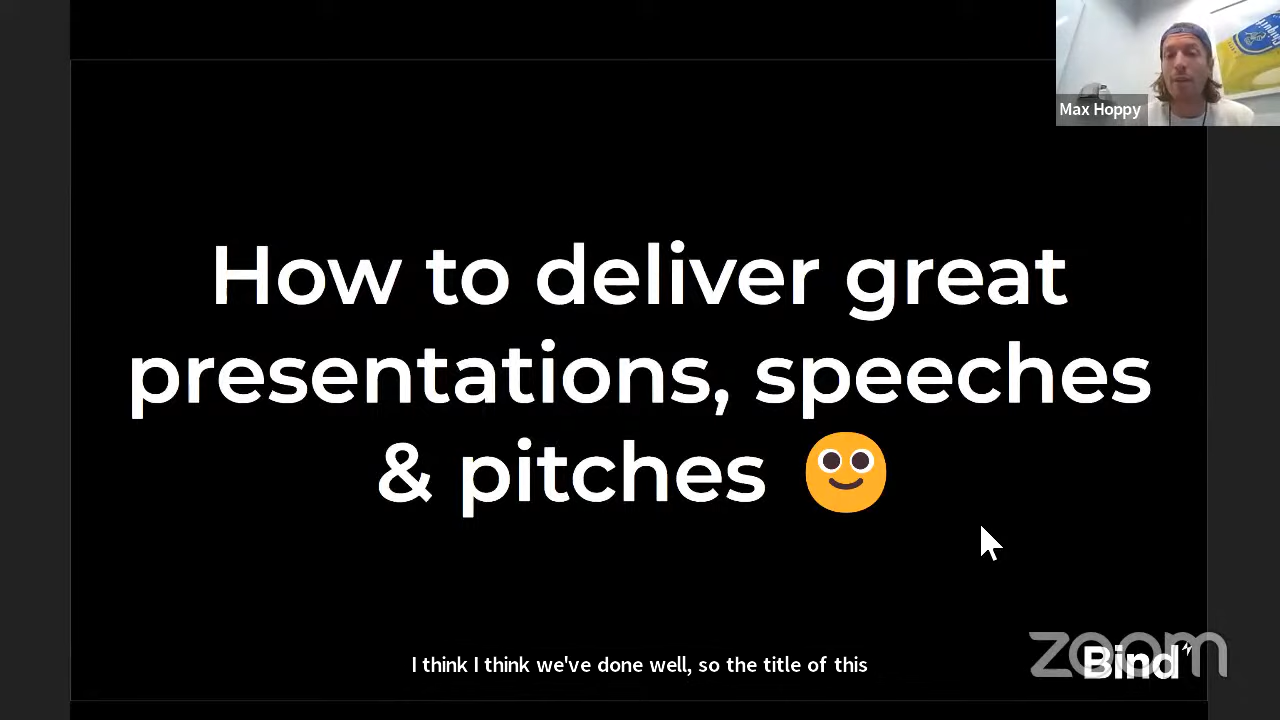 Max Hoppy
How to deliver great
presentations, speeches
& pitches
I think I think we've done well, so the title of this
zoom
Bind